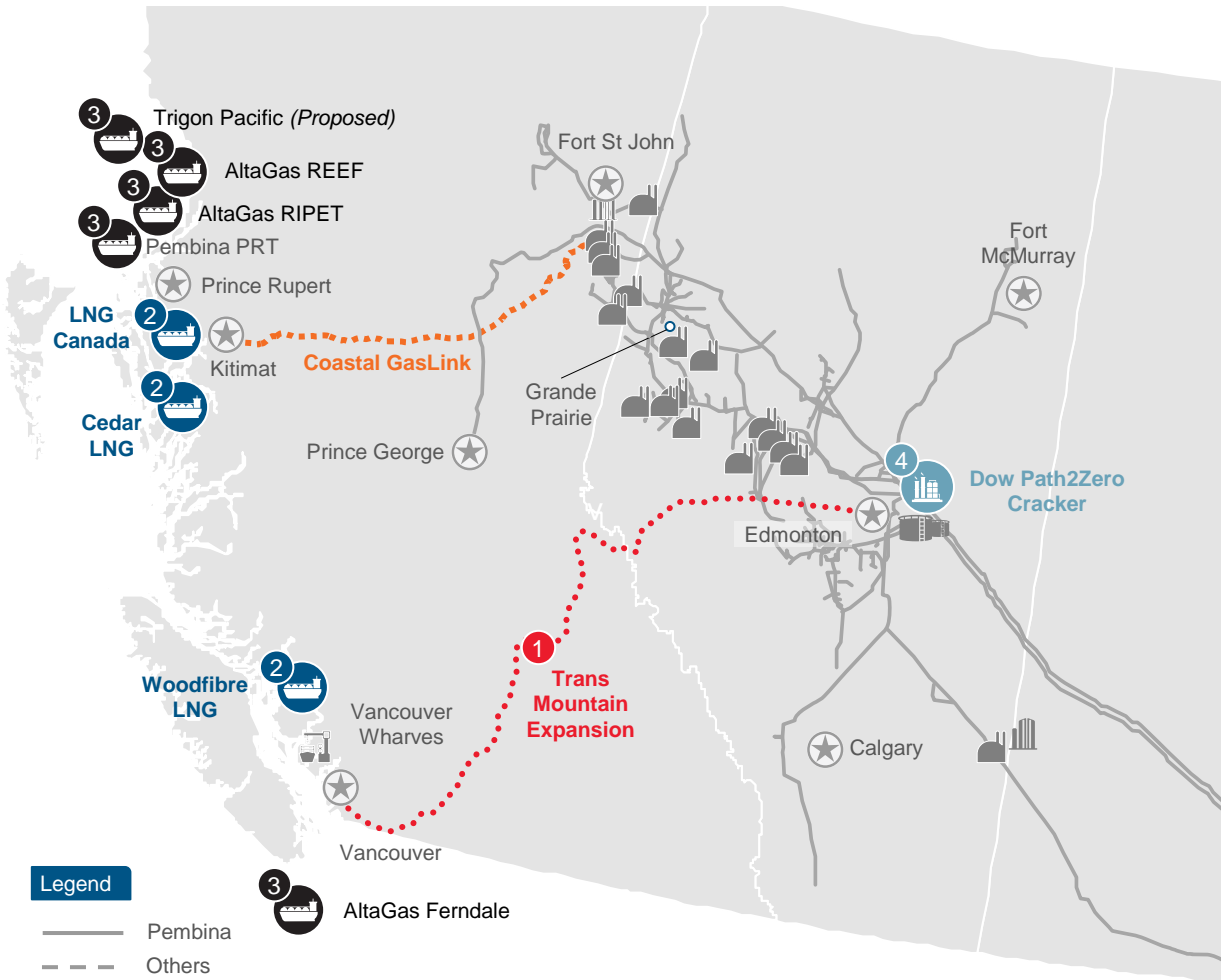 3
Trigon Pacific (Proposed)
3
AltaGas REEF
3
AltaGas RIPET
3
Pembina PRT
Prince Rupert
LNG
Canada
2
Kitimat
Coastal GasLink
2
Cedar
LNG
Prince George
Fort St John
Fort
McMurray
Grande
Prairie
4
Dow Path2Zero
Cracker
Edmonton
1
Trans
Mountain
Expansion
2
Woodfibre
LNG
Vancouver
Wharves
Calgary
Vancouver
3
AltaGas Ferndale
Legend
Pembina
Others